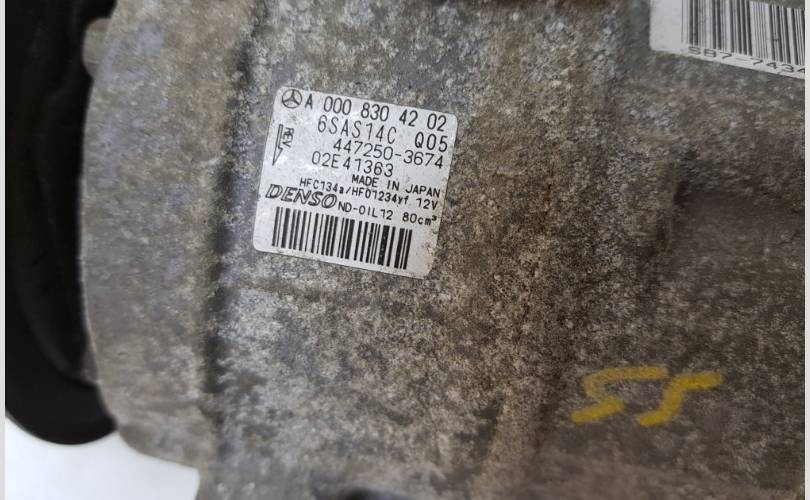 A 000 830 42 02
6SAS14C Q05
REV.
447250-3674
02E41363
MADE IN JAPAN
HFC134a/HFO1234yf 12V
DENSO ND-OIL12 80cm³
55